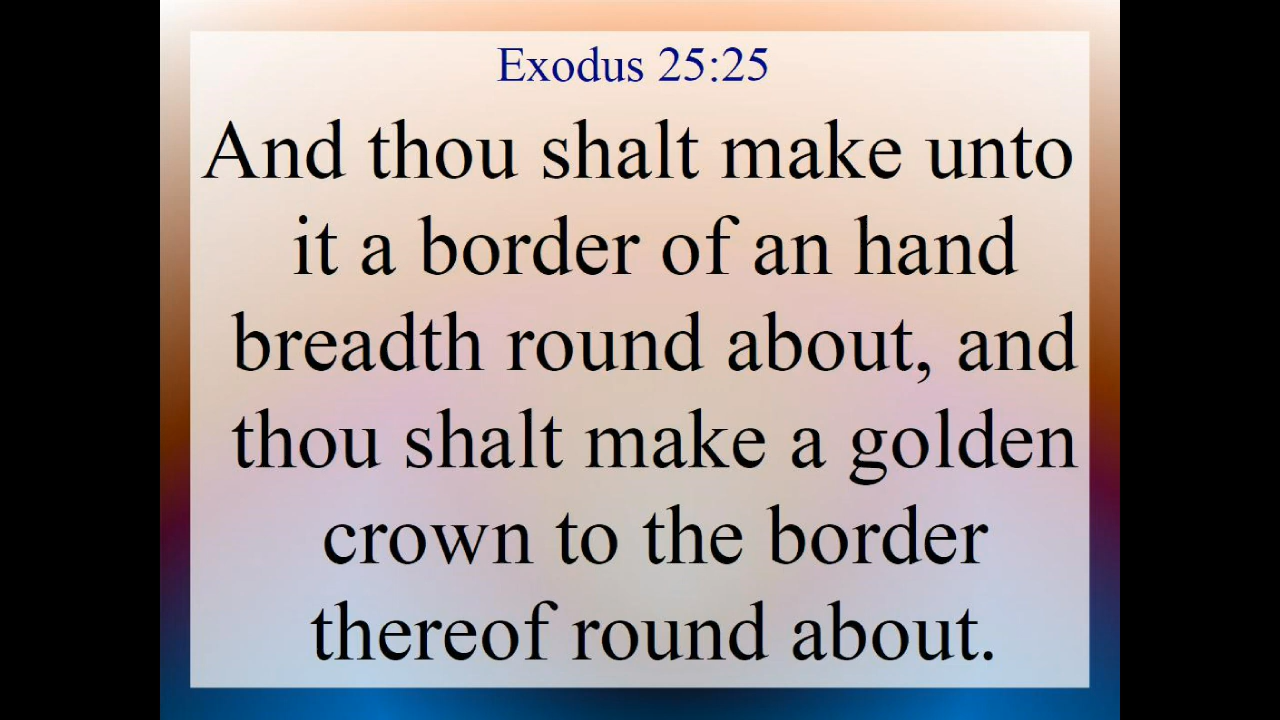 Exodus 25:25
And thou shalt make unto
it a border of an hand
breadth round about, and
thou shalt make a golden
crown to the border
thereof round about.